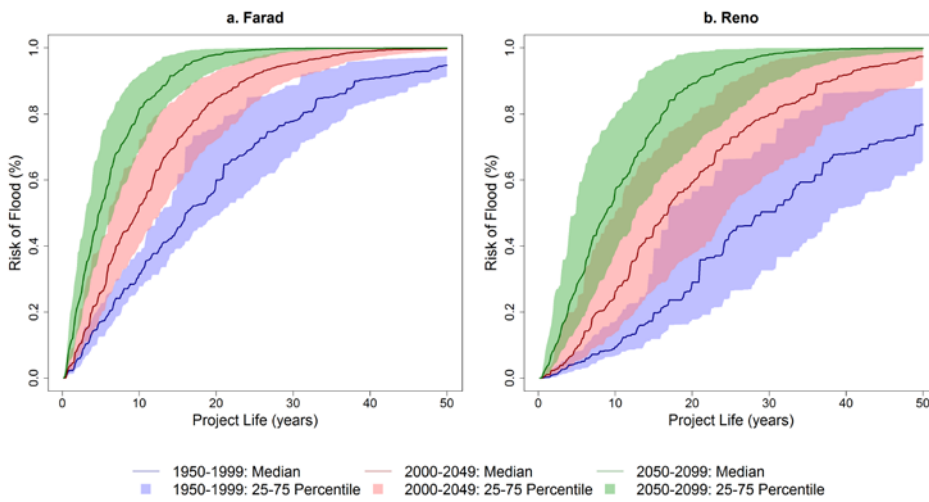 a. Farad
b. Reno
Risk of Flood (%)
1.0
0.8
0.6
0.4
0.2
0.0
0 10 20 30 40 50
Project Life (years)
Risk of Flood (%)
1.0
0.8
0.6
0.4
0.2
0.0
0 10 20 30 40 50
Project Life (years)
1950-1999: Median 2000-2049: Median 2050-2099: Median
1950-1999: 25-75 Percentile 2000-2049: 25-75 Percentile 2050-2099: 25-75 Percentile